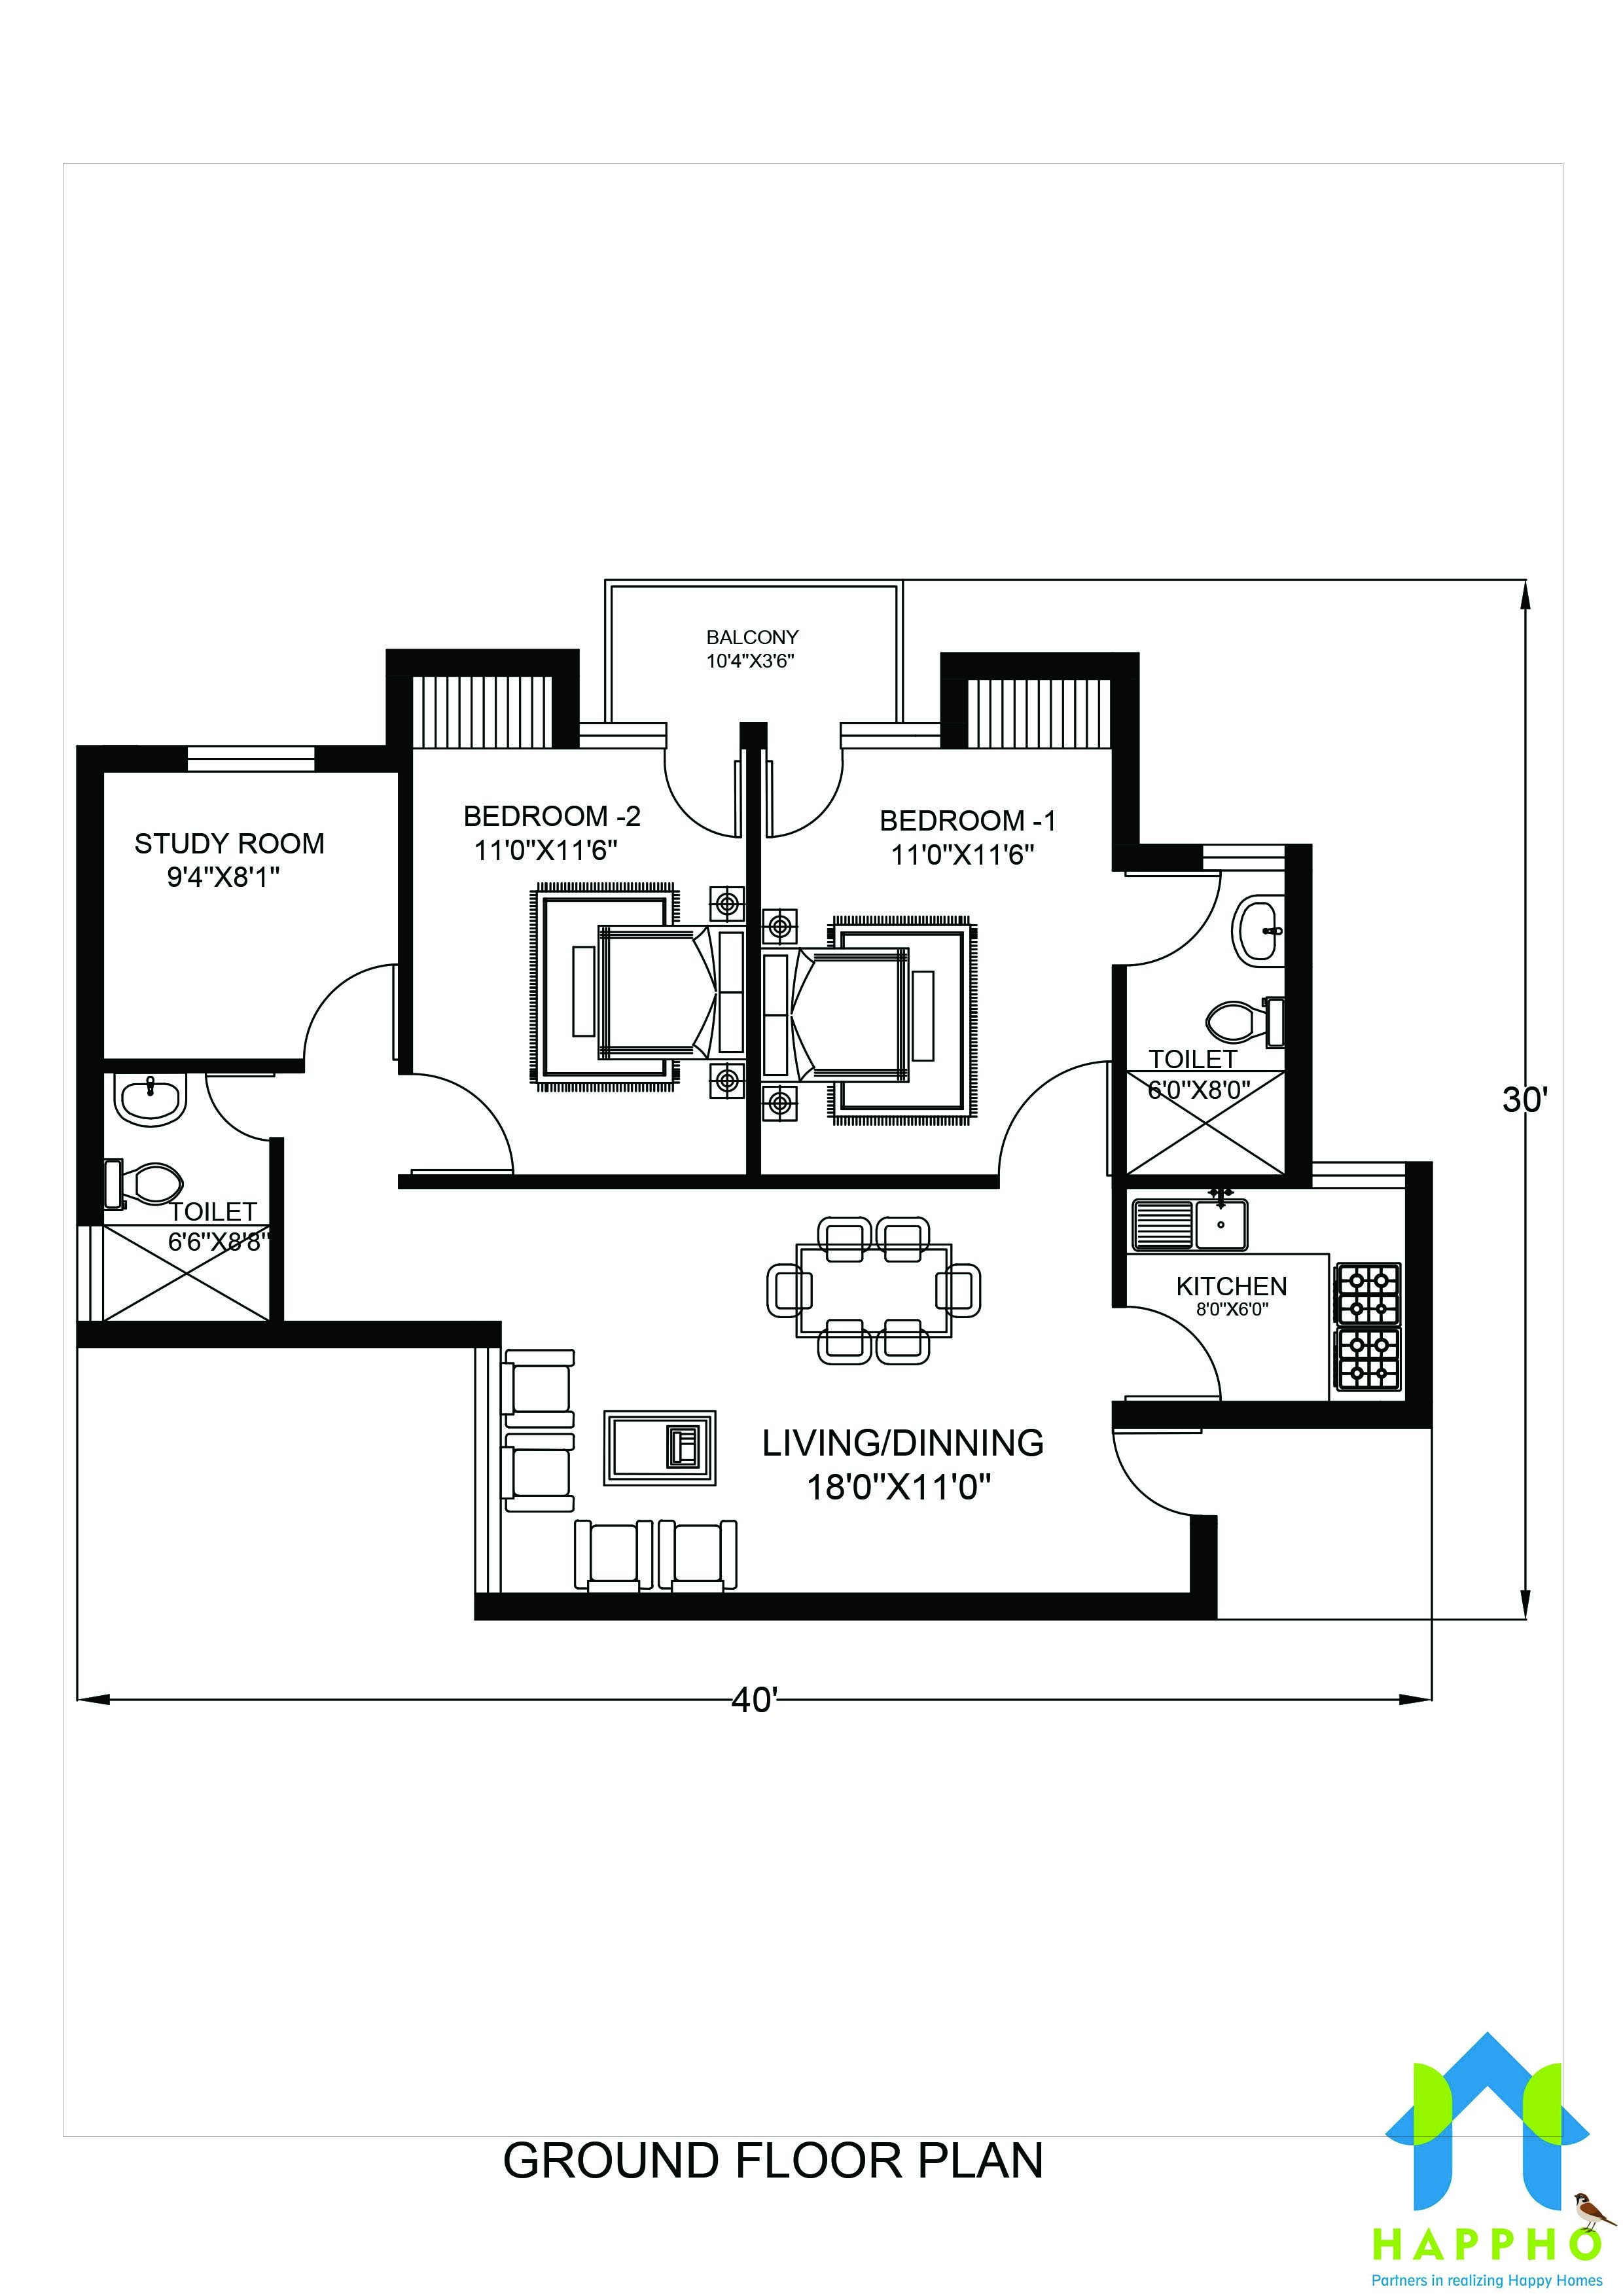 BALCONY
10'4"X3'6"
STUDY ROOM
9'4"X8'1"
BEDROOM -2
11'0"X11'6"
BEDROOM -1
11'0"X11'6"
TOILET
6'0"X8'0"
30'
TOILET
6'6"X8'8"
KITCHEN
8'0"X6'0"
LIVING/DINNING
18'0"X11'0"
40'
GROUND FLOOR PLAN
HAPPHO
Partners in realizing Happy Homes